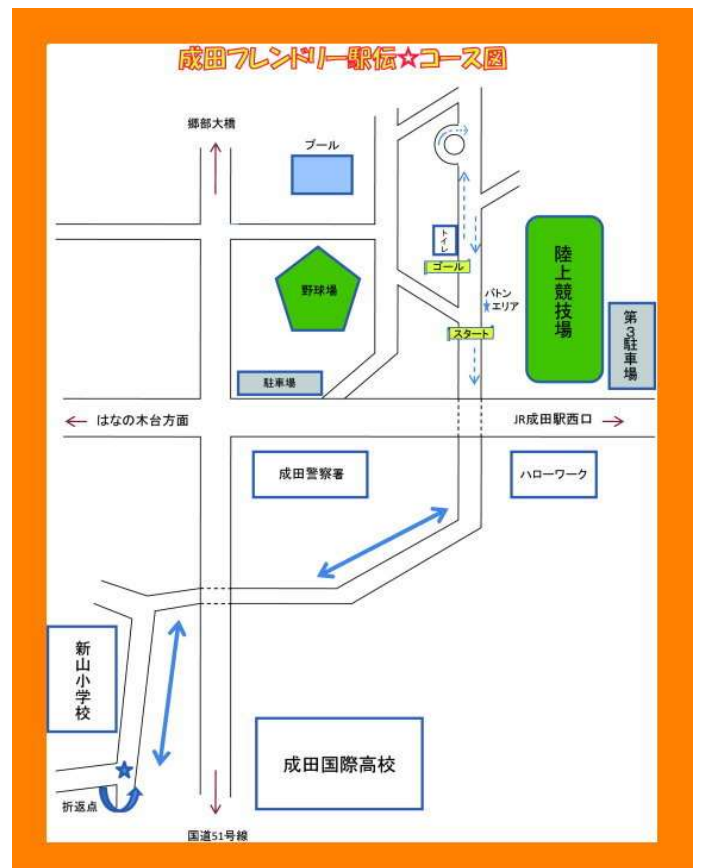 成田フレンドリー駅伝☆コース図
郷部大橋
プール
トイレ
ゴール
陸上競技場
バトン
エリア
野球場
第3駐車場
スタート
駐車場
← はなの木台方面
JR成田駅西口 →
成田警察署
ハローワーク
新山小学校
成田国際高校
折返点
国道51号線